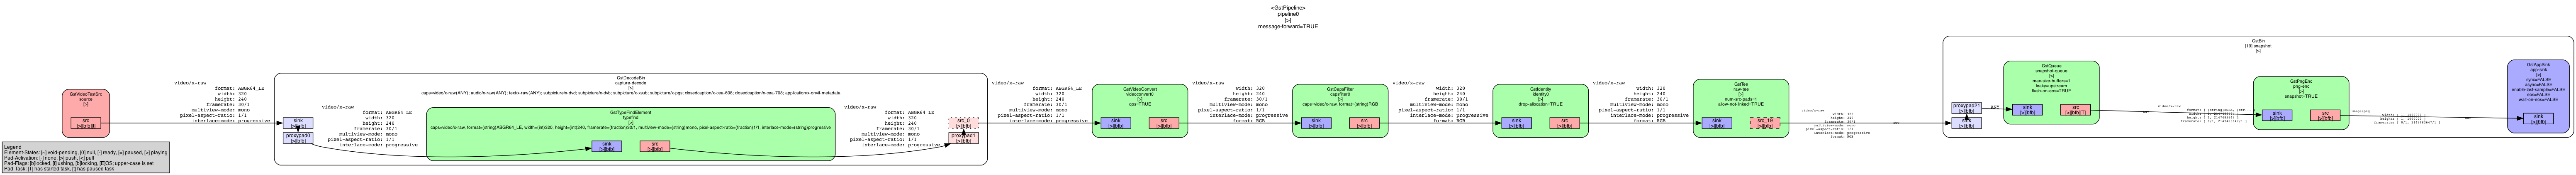 <GstPipeline>
pipeline0
[>]
message-forward=TRUE
GstVideoTestSrc
source
[>]
src
[>][bfb][t]
video/x-raw
format: ABGR64_LE
width: 320
height: 240
framerate: 30/1
multiview-mode: mono
pixel-aspect-ratio: 1/1
interlace-mode: progressive
GstDecodeBin
capture-decode
[>]
caps=video/x-raw(ANY); audio/x-raw(ANY); text/x-raw(ANY); subpicture/x-dvd; subpicture/x-dvb; subpicture/x-xsub; subpicture/x-pgs; closedcaption/x-cea-608; closedcaption/x-cea-708; application/x-onvif-metadata
sink
[>][bfb]
proxypad0
[>][bfb]
video/x-raw
format: ABGR64_LE
width: 320
height: 240
framerate: 30/1
multiview-mode: mono
pixel-aspect-ratio: 1/1
interlace-mode: progressive
GstTypeFindElement
typefind
[>]
caps=video/x-raw, format=(string)ABGR64_LE, width=(int)320, height=(int)240, framerate=(fraction)30/1, multiview-mode=(string)mono, pixel-aspect-ratio=(fraction)1/1, interlace-mode=(string)progressive
sink
[>][bfb]
src
[>][bfb]
video/x-raw
format: ABGR64_LE
width: 320
height: 240
framerate: 30/1
multiview-mode: mono
pixel-aspect-ratio: 1/1
interlace-mode: progressive
src_0
[>][bfb]
proxypad1
[>][bfb]
video/x-raw
format: ABGR64_LE
width: 320
height: 240
framerate: 30/1
multiview-mode: mono
pixel-aspect-ratio: 1/1
interlace-mode: progressive
GstVideoConvert
videoconvert0
[>]
qos=TRUE
sink
[>][bfb]
src
[>][bfb]
video/x-raw
width: 320
height: 240
framerate: 30/1
multiview-mode: mono
pixel-aspect-ratio: 1/1
interlace-mode: progressive
format: RGB
GstCapsFilter
capsfilter0
[>]
caps=video/x-raw, format=(string)RGB
sink
[>][bfb]
src
[>][bfb]
video/x-raw
width: 320
height: 240
framerate: 30/1
multiview-mode: mono
pixel-aspect-ratio: 1/1
interlace-mode: progressive
format: RGB
GstIdentity
identity0
[>]
drop-allocation=TRUE
sink
[>][bfb]
src
[>][bfb]
video/x-raw
width: 320
height: 240
framerate: 30/1
multiview-mode: mono
pixel-aspect-ratio: 1/1
interlace-mode: progressive
format: RGB
GstTee
raw-tee
[>]
num-src-pads=1
allow-not-linked=TRUE
sink
[>][bfb]
src_19
[>][bfb]
video/x-raw
width: 320
height: 240
framerate: 30/1
multiview-mode: mono
pixel-aspect-ratio: 1/1
interlace-mode: progressive
format: RGB
ANY
GstBin
[19] snapshot
[>]
proxypad21
[>][bfb]
sink
[>][bfb]
ANY
GstQueue
snapshot-queue
[>]
max-size-buffers=1
leaky=upstream
flush-on-eos=TRUE
sink
[>][bfb]
src
[>][bfb][T]
ANY
video/x-raw
GstPngEnc
png-enc
[>]
snapshot=TRUE
sink
[>][bfb]
src
[>][bfb]
image/png
ANY
GstAppSink
app-sink
[>]
sync=FALSE
enable-last-sample=FALSE
eos=FALSE
wait-on-eos=FALSE
sink
[>][bfb]
Legend
Element-States: [~] void-pending, [0] null, [-] ready, [=] paused, [>] playing
Pad-Activation: [-] none, [>] push, [<] pull
Pad-Flags: [b]locked, [f]lushing, [b]locking, [E]OS; upper-case is set
Pad-Task: [T] has started task, [t] has paused task